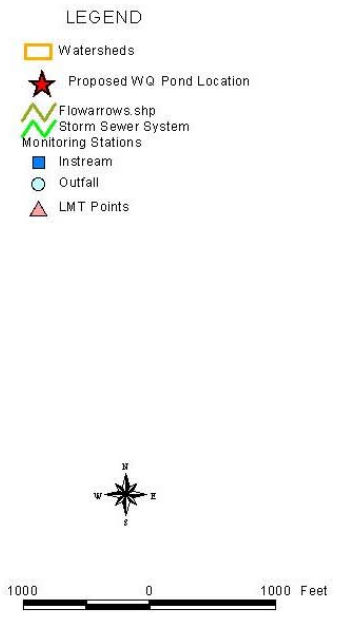 LEGEND
Watersheds
Proposed WQ Pond Location
Flowarrows.shp
Storm Sewer System
Monitoring Stations
Instream
Outfall
LMT Points
N
W E
S
1000 0 1000 Feet